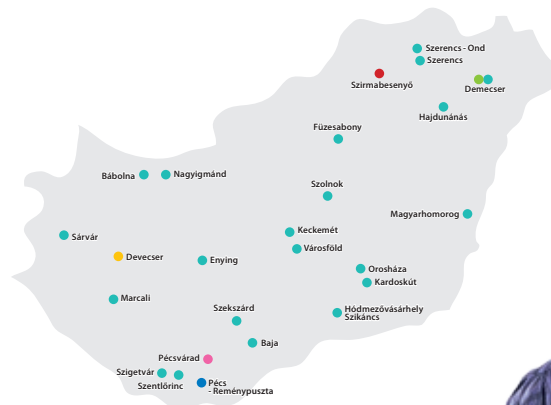 Szerencs - Ond
Szerencs
Szirmabesenyő
Demecser
Hajdunánás
Füzesabony
Bábolna
Nagyigmánd
Szolnok
Magyarhomorog
Keckemét
Sárvár
Városföld
Devecser
Enying
Orosháza
Kardoskút
Marcali
Szekszárd
Hódmezővásárhely
Szikáncs
Baja
Pécsvárad
Szigetvár
Szentlőrinc
Pécs
- Reménypuszta